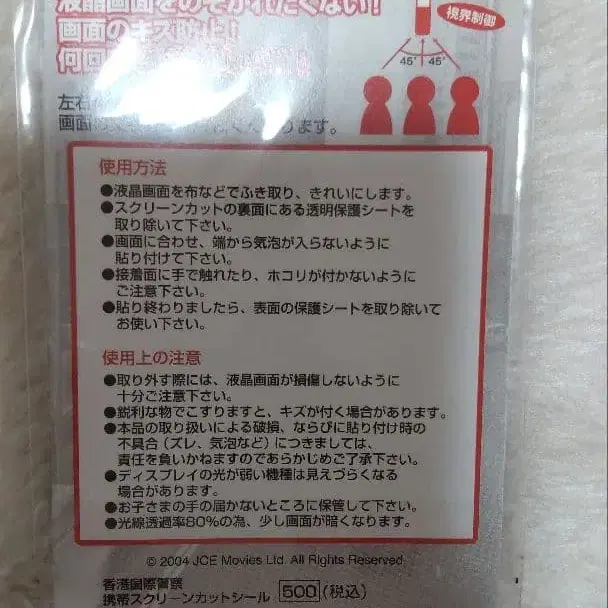 液晶画面をのぞかれたくない!
画面のキズ防止!
何回
視界制御
45° 45°
左右
画面 ります。
使用方法
●液晶画面を布などでふき取り、きれいにします。
●スクリーンカットの裏面にある透明保護シートを
取り除いて下さい。
●画面に合わせ、端から気泡が入らないように
貼り付けて下さい。
●接着面に手で触れたり、ホコリが付かないように
ご注意下さい。
●貼り終わりましたら、表面の保護シートを取り除いて
お使い下さい。
使用上の注意
●取り外す際には、液晶画面が損傷しないように
十分ご注意下さい。
●鋭利な物でこすりますと、キズが付く場合があります。
●本品の取り扱いによる破損、ならびに貼り付け時の
不具合(ズレ、気泡など)につきましては、
責任を負いかねますのであらかじめご了承下さい。
●ディスプレイの光が弱い機種は見えづらくなる
場合があります。
●お子さまの手の届かないところに保管して下さい。
●光線透過率80%の為、少し画面が暗くなります。
© 2004 JCE Movies Ltd. All Rights Reserved
香港国際警察
携帯スクリーンカットシール 500(税込)